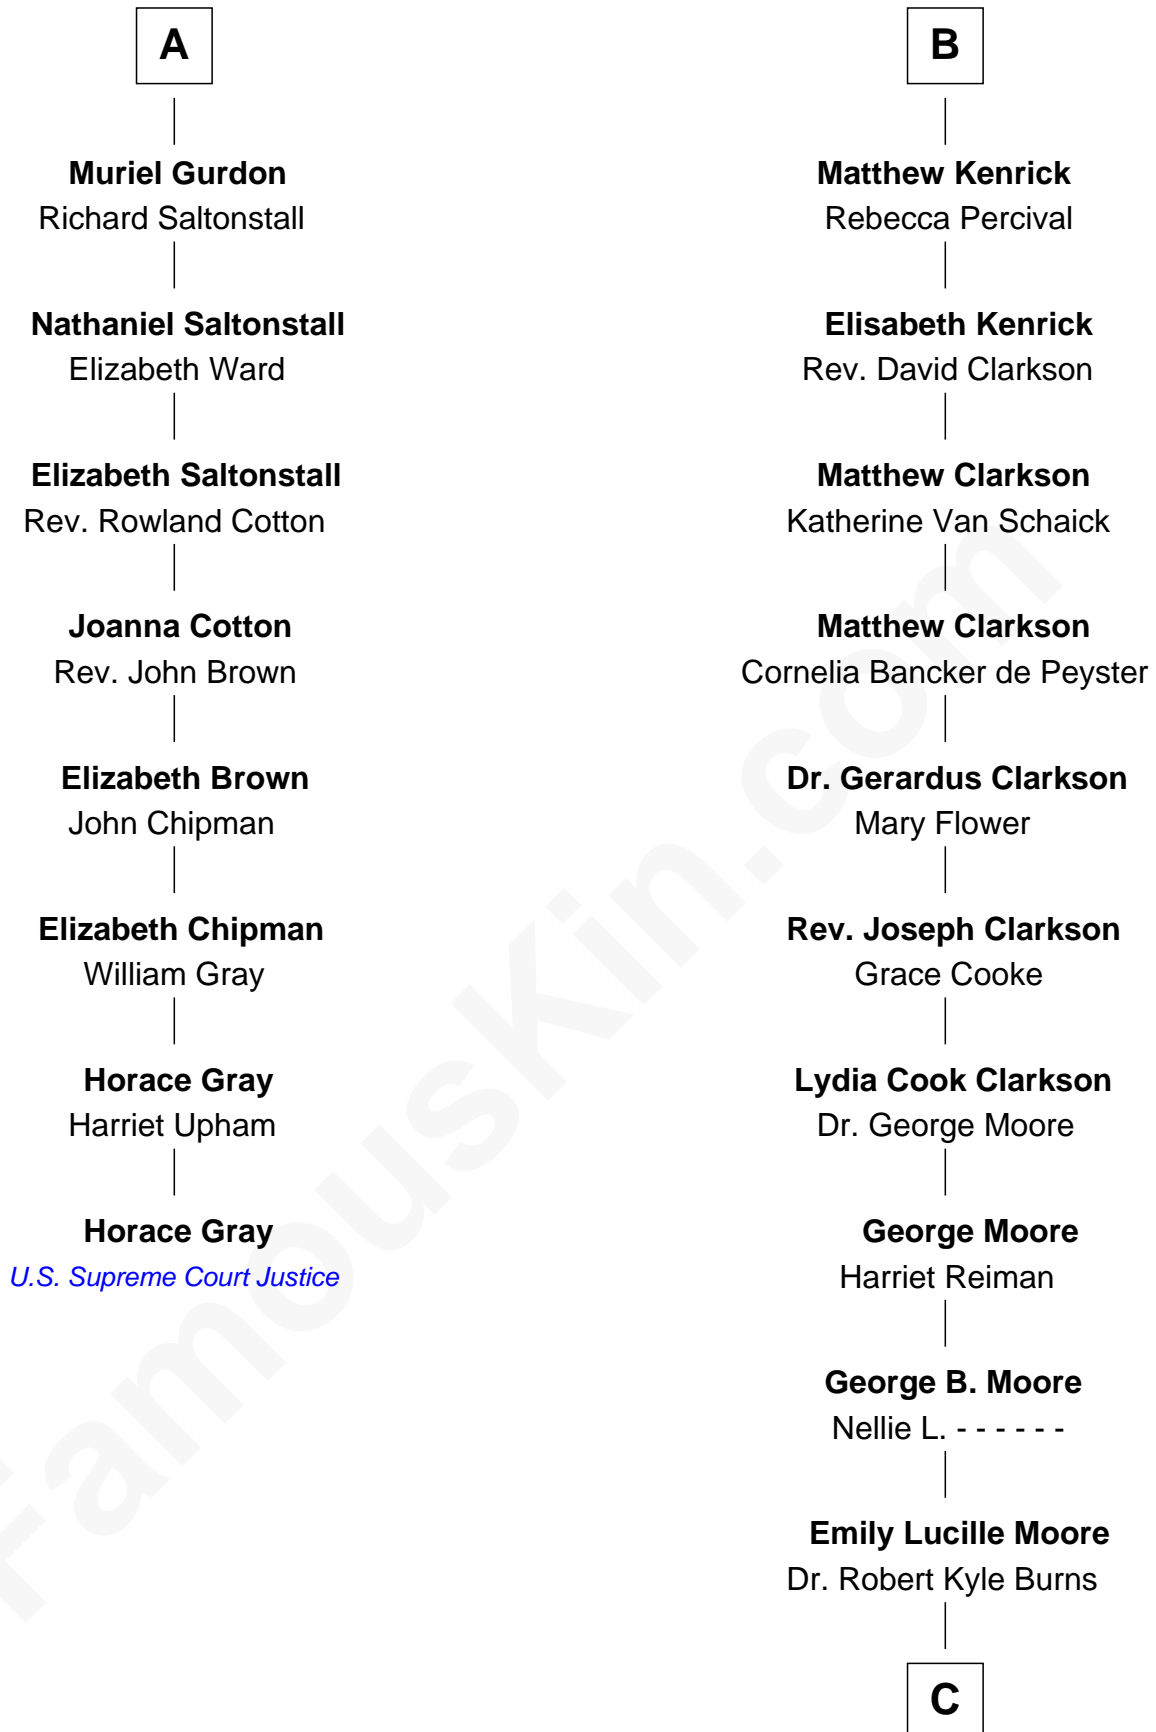 A
Muriel Gurdon
Richard Saltonstall
Nathaniel Saltonstall
Elizabeth Ward
Elizabeth Saltonstall
Rev. Rowland Cotton
Joanna Cotton
Rev. John Brown
Elizabeth Brown
John Chipman
Elizabeth Chipman
William Gray
Horace Gray
Harriet Upham
Horace Gray
U.S. Supreme Court Justice
B
Matthew Kenrick
Rebecca Percival
Elisabeth Kenrick
Rev. David Clarkson
Matthew Clarkson
Katherine Van Schaick
Matthew Clarkson
Cornelia Bancker de Peyster
Dr. Gerardus Clarkson
Mary Flower
Rev. Joseph Clarkson
Grace Cooke
Lydia Cook Clarkson
Dr. George Moore
George Moore
Harriet Reiman
George B. Moore
Nellie L. - - - - - -
Emily Lucille Moore
Dr. Robert Kyle Burns
C
FamousKin.com